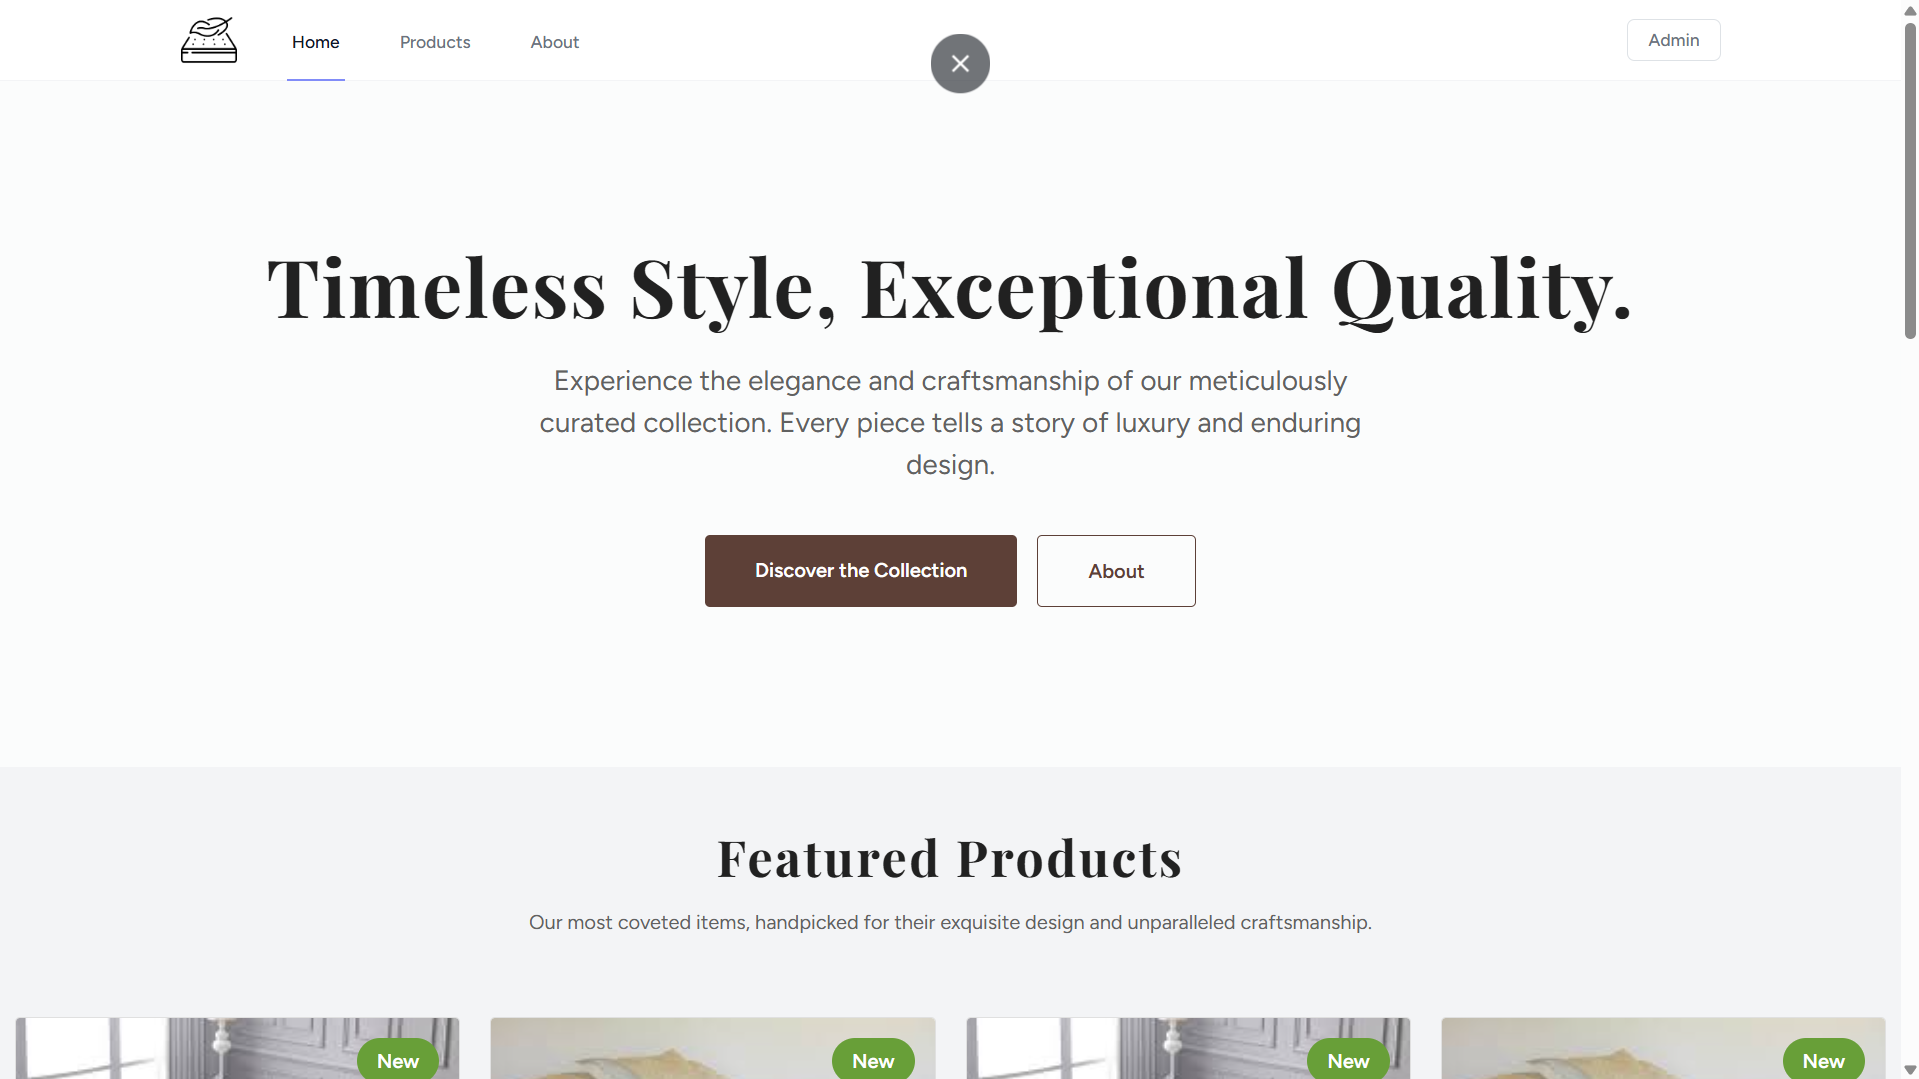 Home
Products
About
Admin
Timeless Style, Exceptional Quality.
Experience the elegance and craftsmanship of our meticulously
curated collection. Every piece tells a story of luxury and enduring
design.
Discover the Collection
About
Featured Products
Our most coveted items, handpicked for their exquisite design and unparalleled craftsmanship.
New
New
New
New